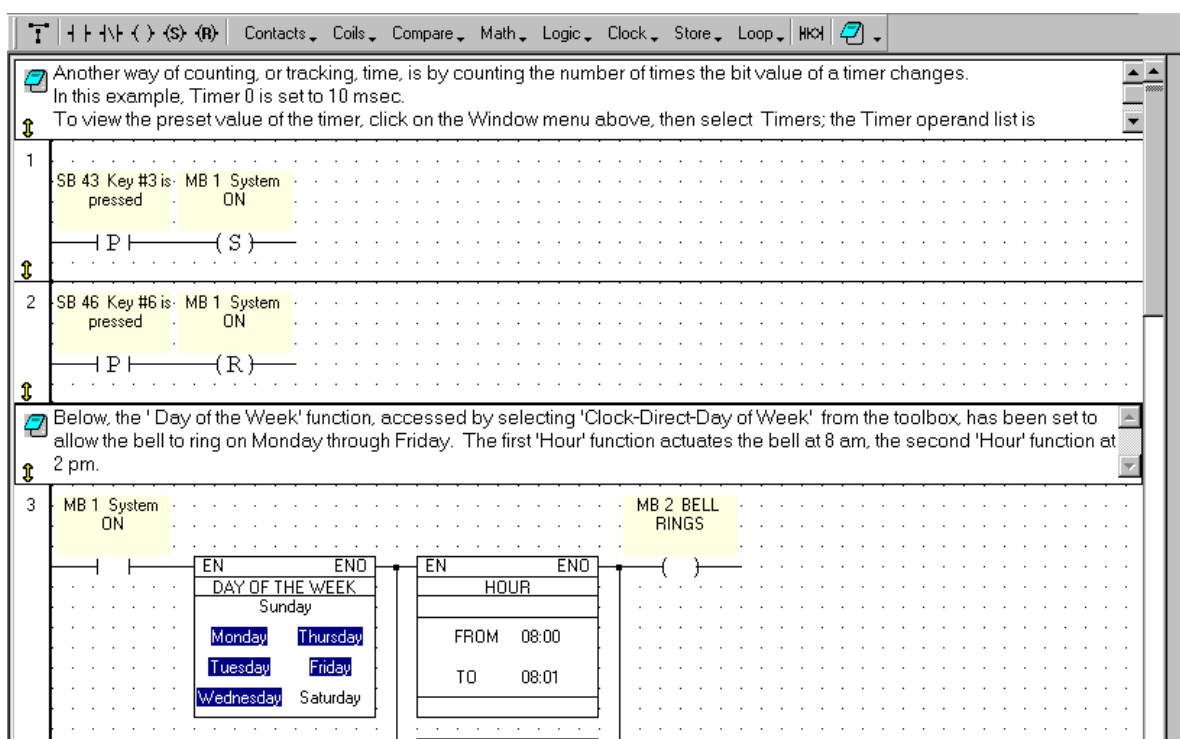 Contacts Coils Compare Math Logic Clock Store Loop
Another way of counting, or tracking, time, is by counting the number of times the bit value of a timer changes.
In this example, Timer 0 is set to 10 msec.
To view the preset value of the timer, click on the Window menu above, then select Timers; the Timer operand list is
1
SB 43 Key #3 is pressed
MB 1 System ON
P
S
2
SB 46 Key #6 is pressed
MB 1 System ON
P
R
Below, the ' Day of the Week' function, accessed by selecting 'Clock-Direct-Day of Week' from the toolbox, has been set to
allow the bell to ring on Monday through Friday. The first 'Hour' function actuates the bell at 8 am, the second 'Hour' function at
2 pm.
3
MB 1 System ON
MB 2 BELL RINGS
EN ENO
DAY OF THE WEEK
Sunday
Monday Thursday
Tuesday Friday
Wednesday Saturday
EN ENO
HOUR
FROM 08:00
TO 08:01